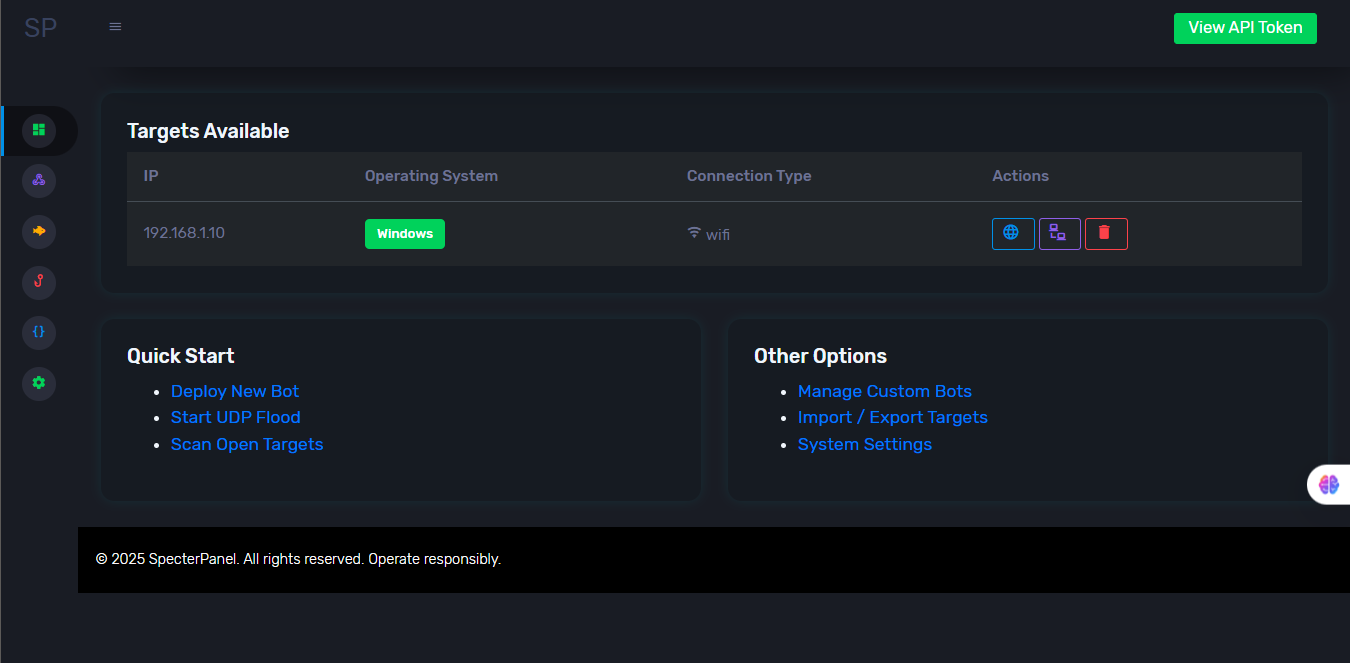 SP
View API Token
Targets Available
IP Operating System Connection Type Actions
192.168.1.10 Windows wifi
Quick Start
Deploy New Bot
Start UDP Flood
Scan Open Targets
Other Options
Manage Custom Bots
Import / Export Targets
System Settings
© 2025 SpecterPanel. All rights reserved. Operate responsibly.